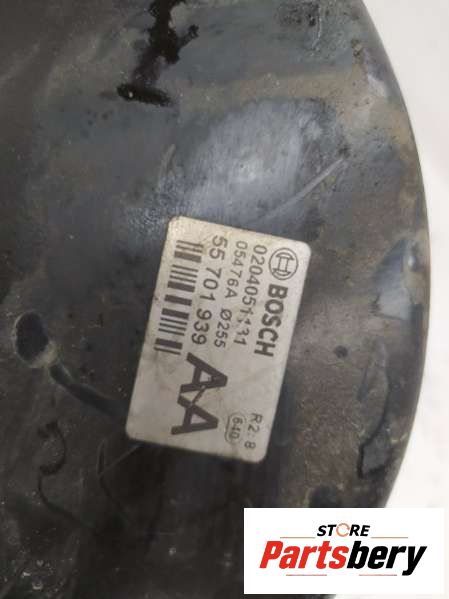 BOSCH
0204051131
05476A Ø255
55 701 939
AA
R2:8
640
STORE
Partsbery